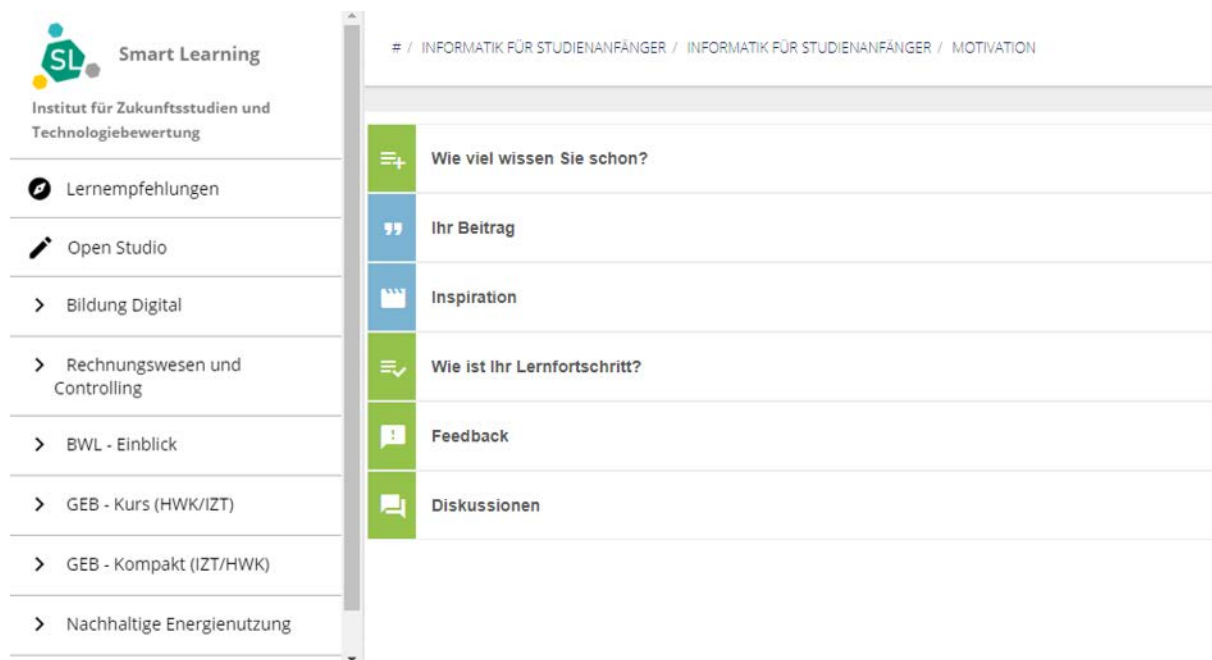 SL
Smart Learning
Institut für Zukunftsstudien und
Technologiebewertung
Lernempfehlungen
Open Studio
Bildung Digital
Rechnungswesen und
Controlling
BWL - Einblick
GEB - Kurs (HWK/IZT)
GEB - Kompakt (IZT/HWK)
Nachhaltige Energienutzung
# / INFORMATIK FÜR STUDIENANFÄNGER / INFORMATIK FÜR STUDIENANFÄNGER / MOTIVATION
Wie viel wissen Sie schon?
Ihr Beitrag
Inspiration
Wie ist Ihr Lernfortschritt?
Feedback
Diskussionen